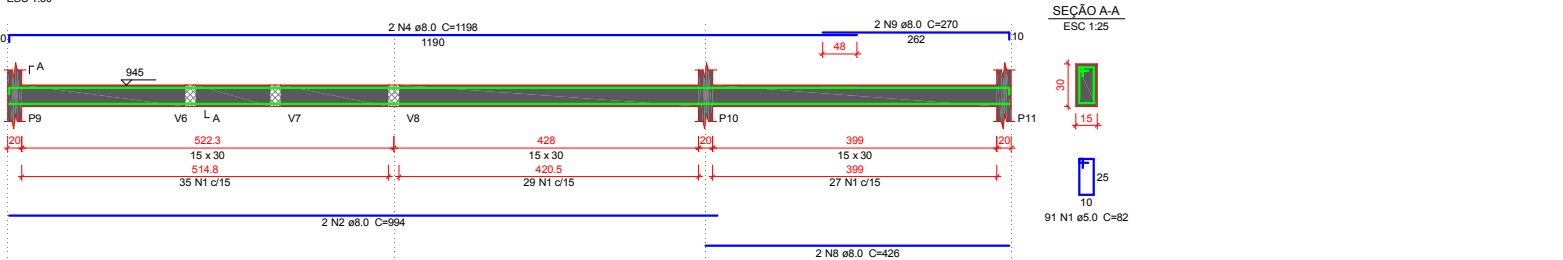 2 N4 ø8.0 C=1198
1190
2 N9 ø8.0 C=270
262
10
48
SEÇÃO A-A
ESC 1:25
A
945
P9
V6
A
V7
V8
P10
P11
30
15
20
522.3
428
20
399
20
15 x 30
15 x 30
15 x 30
514.8
420.5
399
35 N1 c/15
29 N1 c/15
27 N1 c/15
25
10
91 N1 ø5.0 C=82
2 N2 ø8.0 C=994
2 N8 ø8.0 C=426